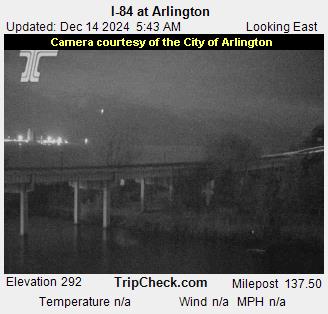 I-84 at Arlington
Updated: Dec 14 2024 5:43 AM Looking East
Camera courtesy of the City of Arlington
Elevation 292 TripCheck.com Milepost 137.50
Temperature n/a Wind n/a MPH n/a